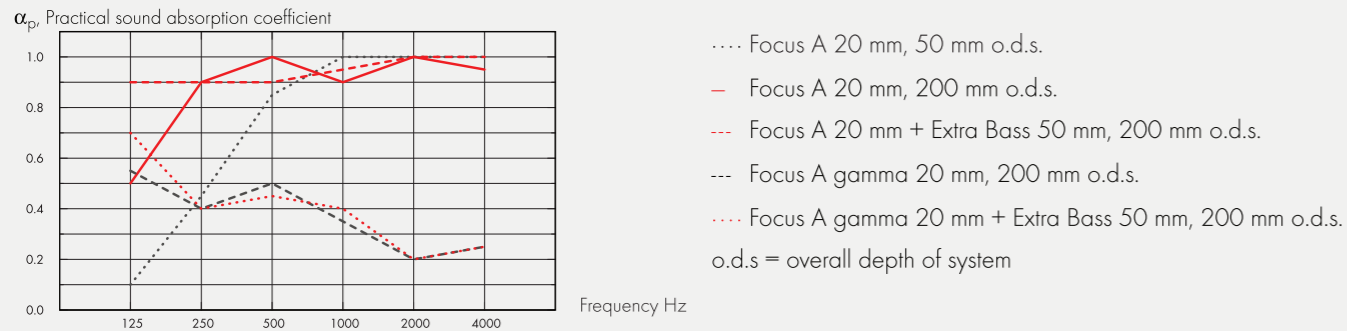 αp, Practical sound absorption coefficient
1.0
0.8
0.6
0.4
0.2
0.0
125 250 500 1000 2000 4000
Frequency Hz
Focus A 20 mm, 50 mm o.d.s.
Focus A 20 mm, 200 mm o.d.s.
Focus A 20 mm + Extra Bass 50 mm, 200 mm o.d.s.
Focus A gamma 20 mm, 200 mm o.d.s.
Focus A gamma 20 mm + Extra Bass 50 mm, 200 mm o.d.s.
o.d.s = overall depth of system